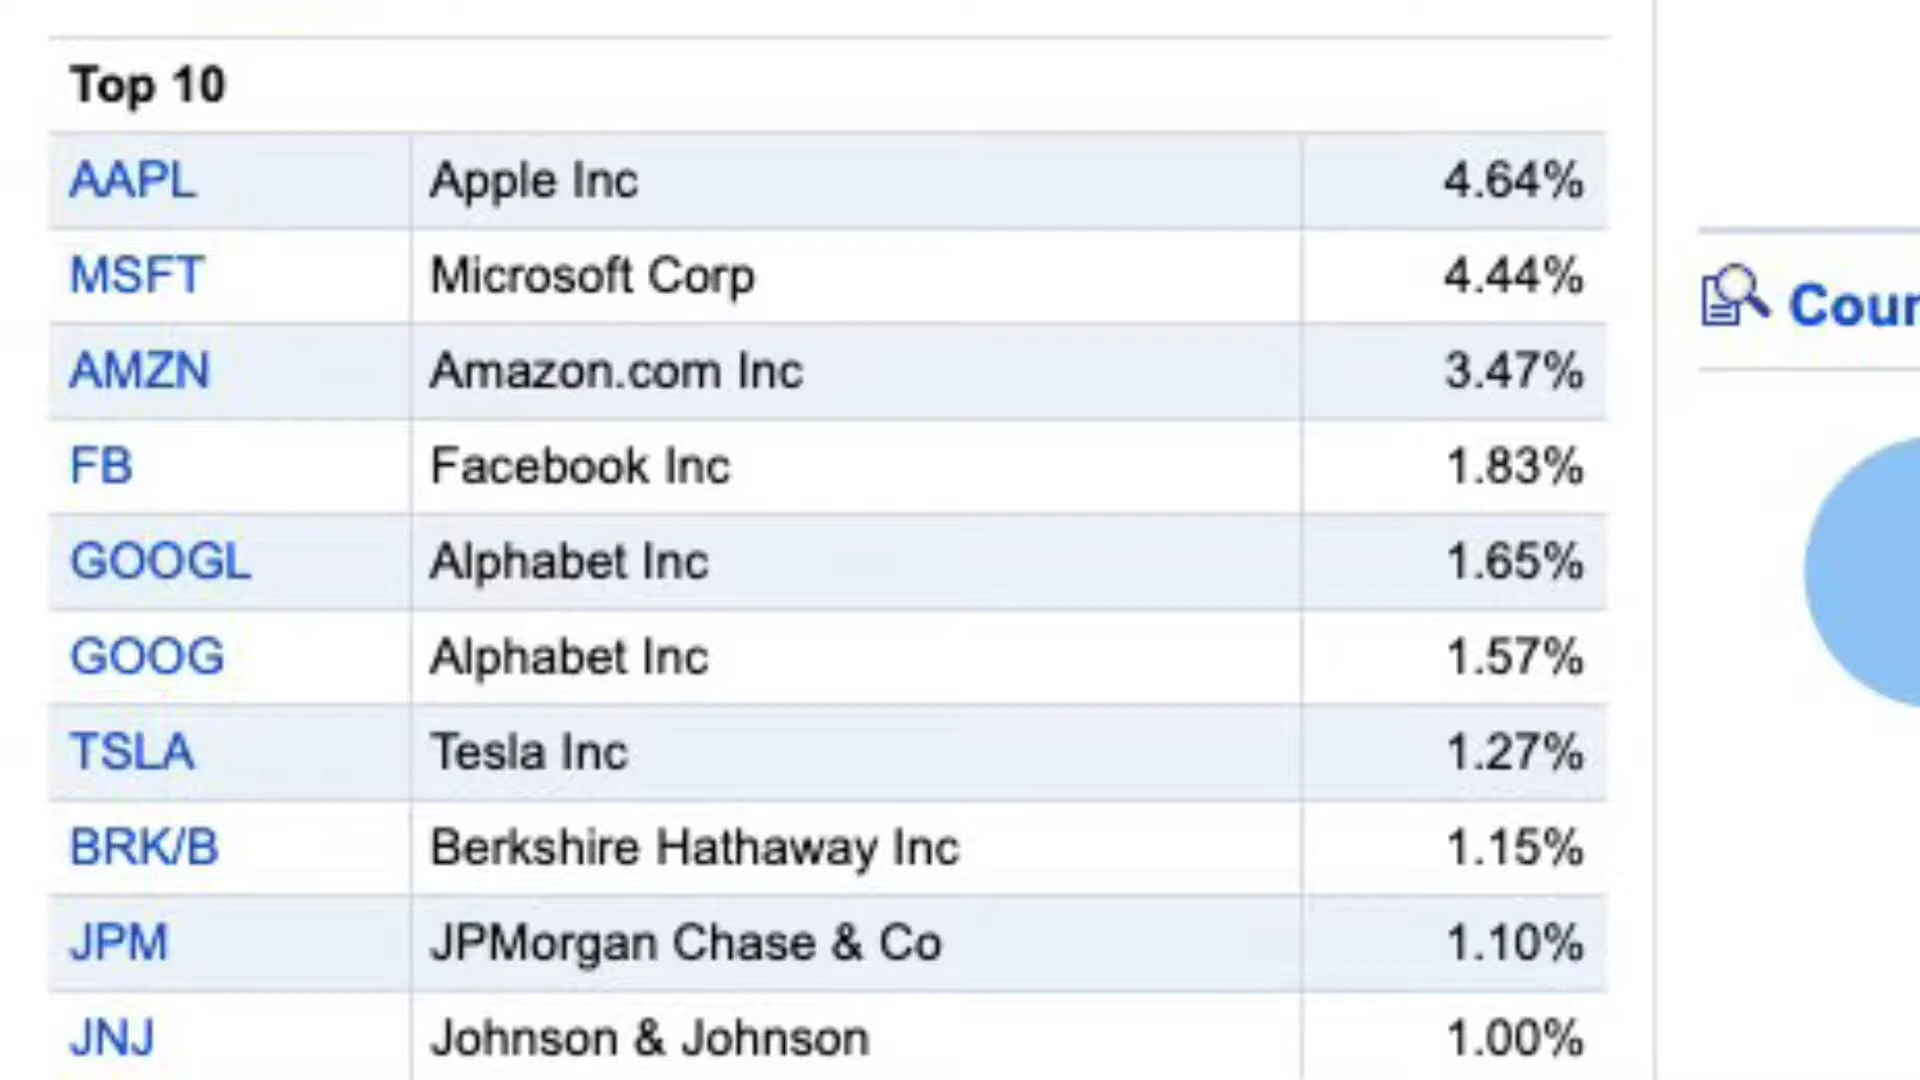 Top 10
AAPL Apple Inc 4.64%
MSFT Microsoft Corp 4.44%
AMZN Amazon.com Inc 3.47%
FB Facebook Inc 1.83%
GOOGL Alphabet Inc 1.65%
GOOG Alphabet Inc 1.57%
TSLA Tesla Inc 1.27%
BRK/B Berkshire Hathaway Inc 1.15%
JPM JPMorgan Chase & Co 1.10%
JNJ Johnson & Johnson 1.00%